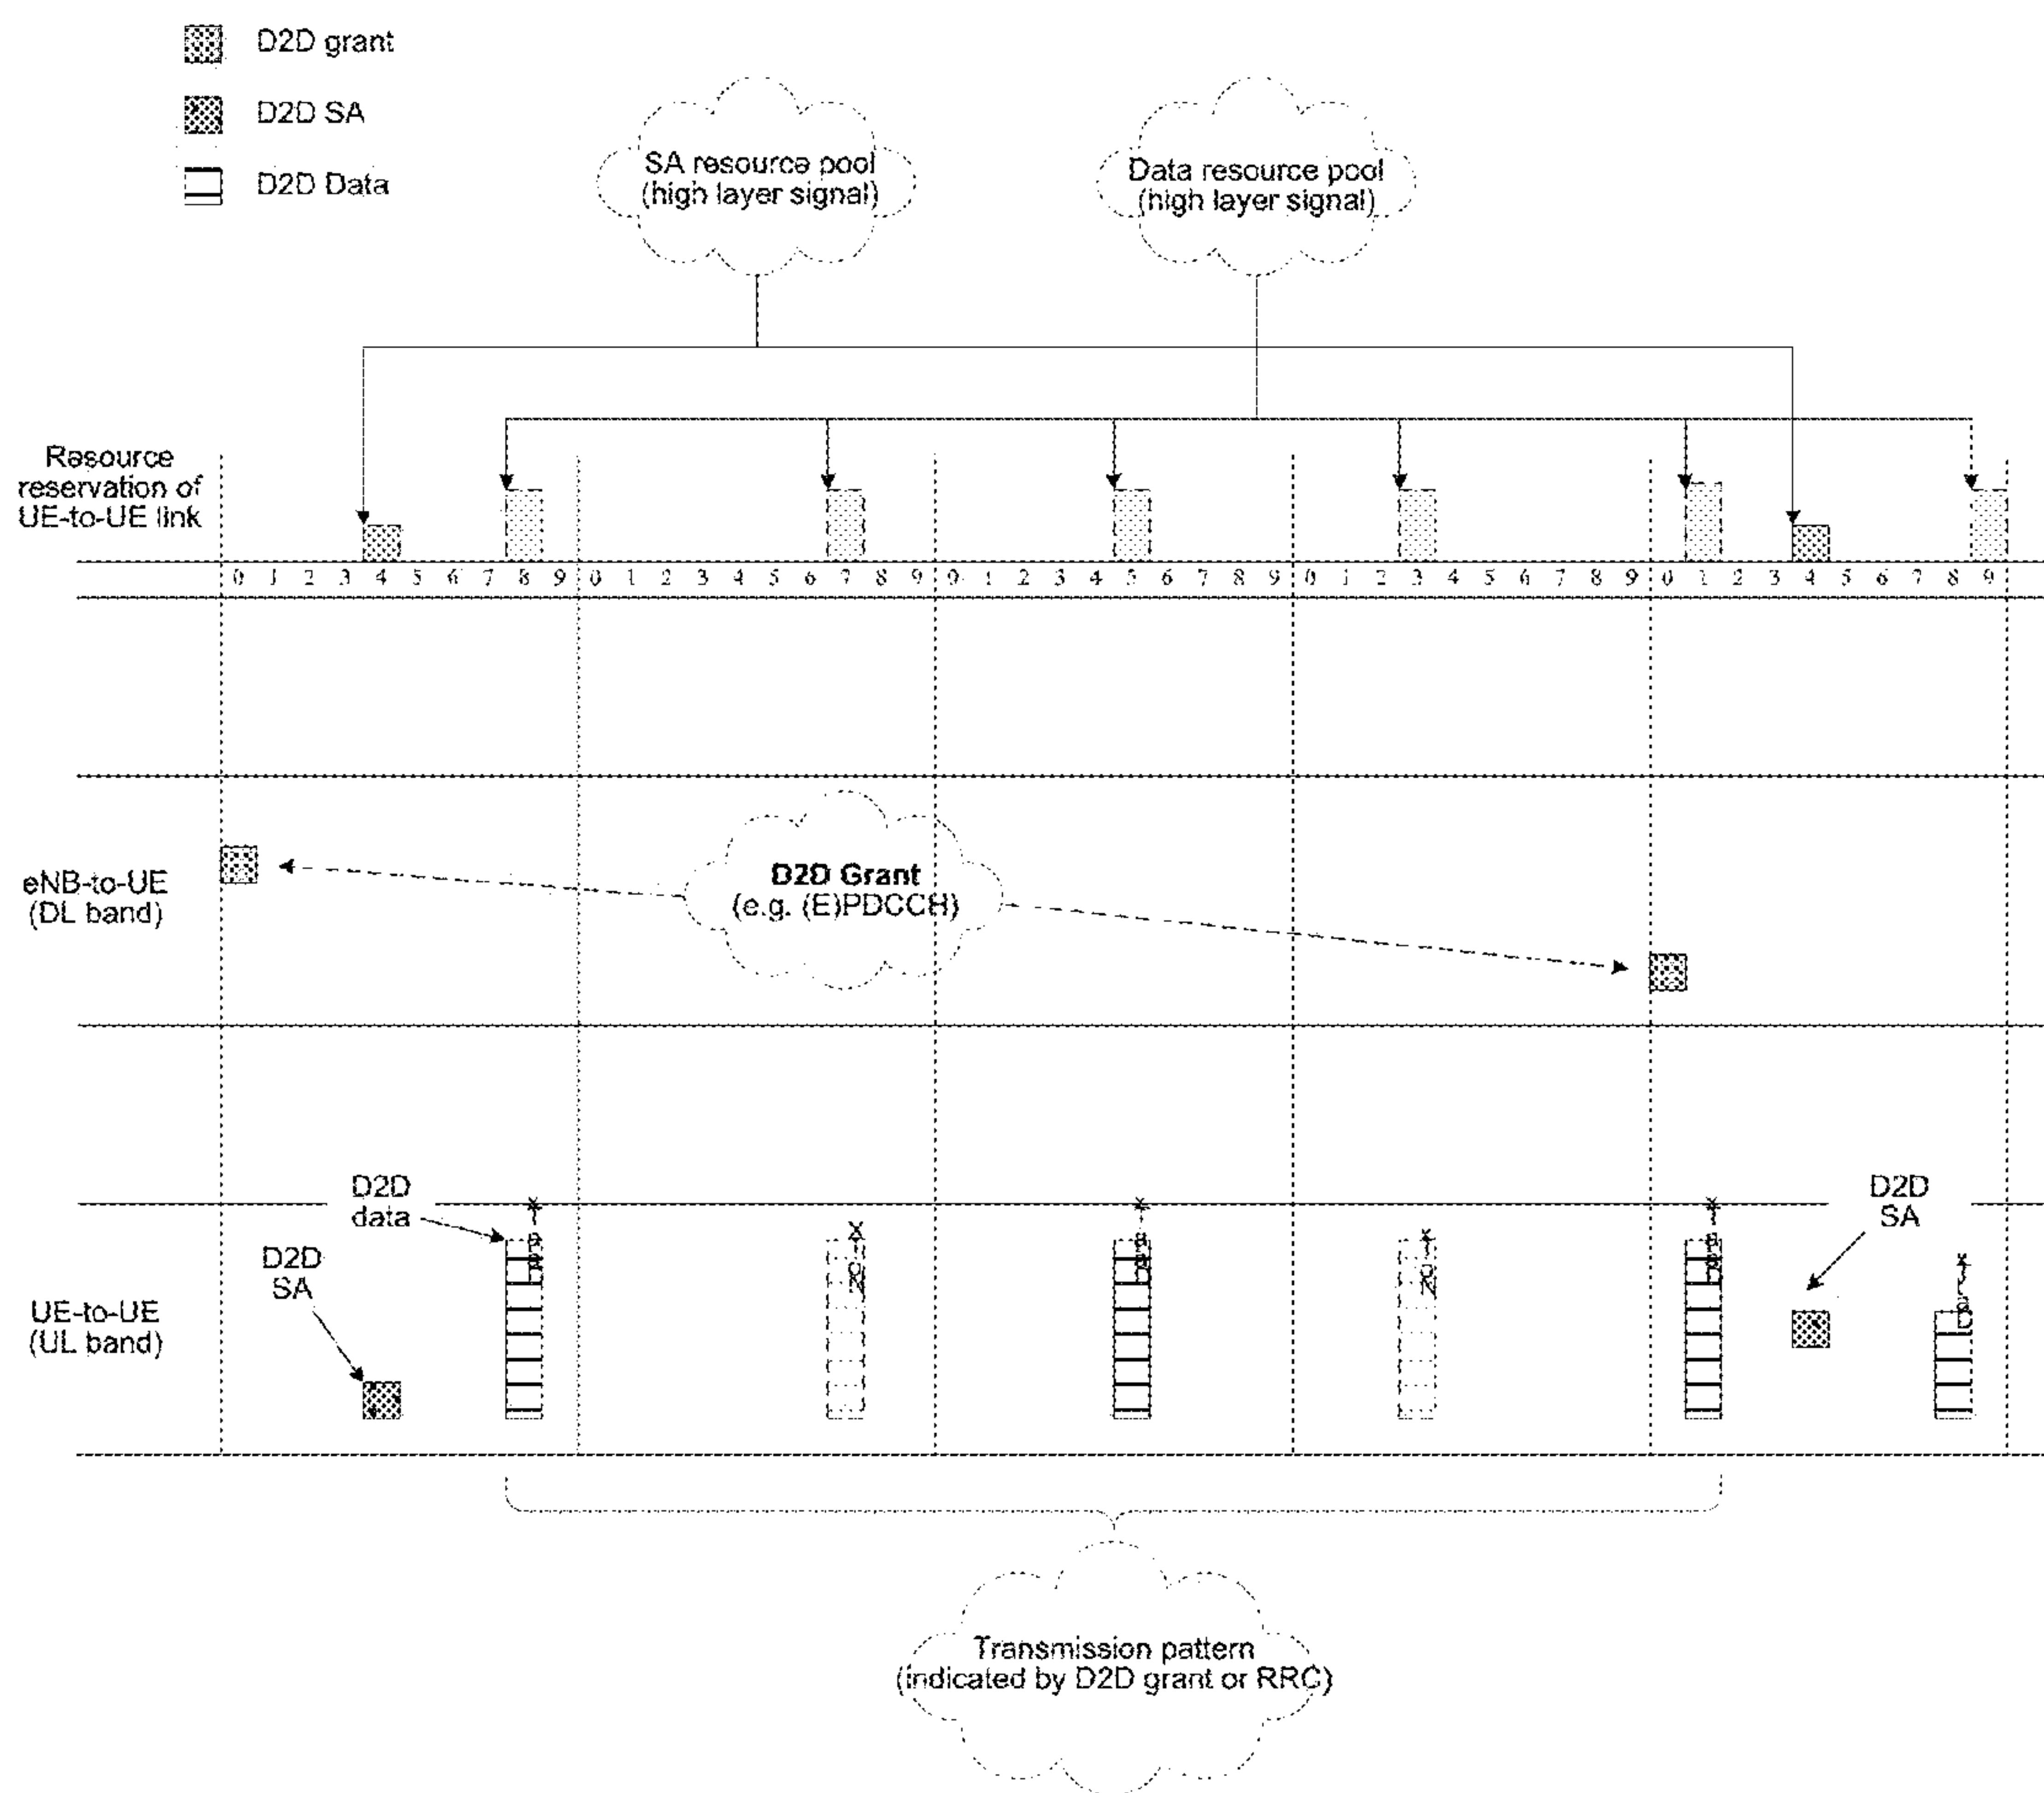 D2D grant
D2D SA
D2D Data
SA resource pool
(high layer signal)
Data resource pool
(high layer signal)
Resource
reservation of
UE-to-UE link
0 1 2 3 4 5 6 7 8 9 0 1 2 3 4 5 6 7 8 9 0 1 2 3 4 5 6 7 8 9 0 1 2 3 4 5 6 7 8 9 0 1 2 3 4 5 6 7 8 9
eNB-to-UE
(DL band)
D2D Grant
(e.g. (E)PDCCH)
D2D
data
D2D
SA
D2D
SA
UE-to-UE
(UL band)
Transmission pattern
(indicated by D2D grant or RRC)